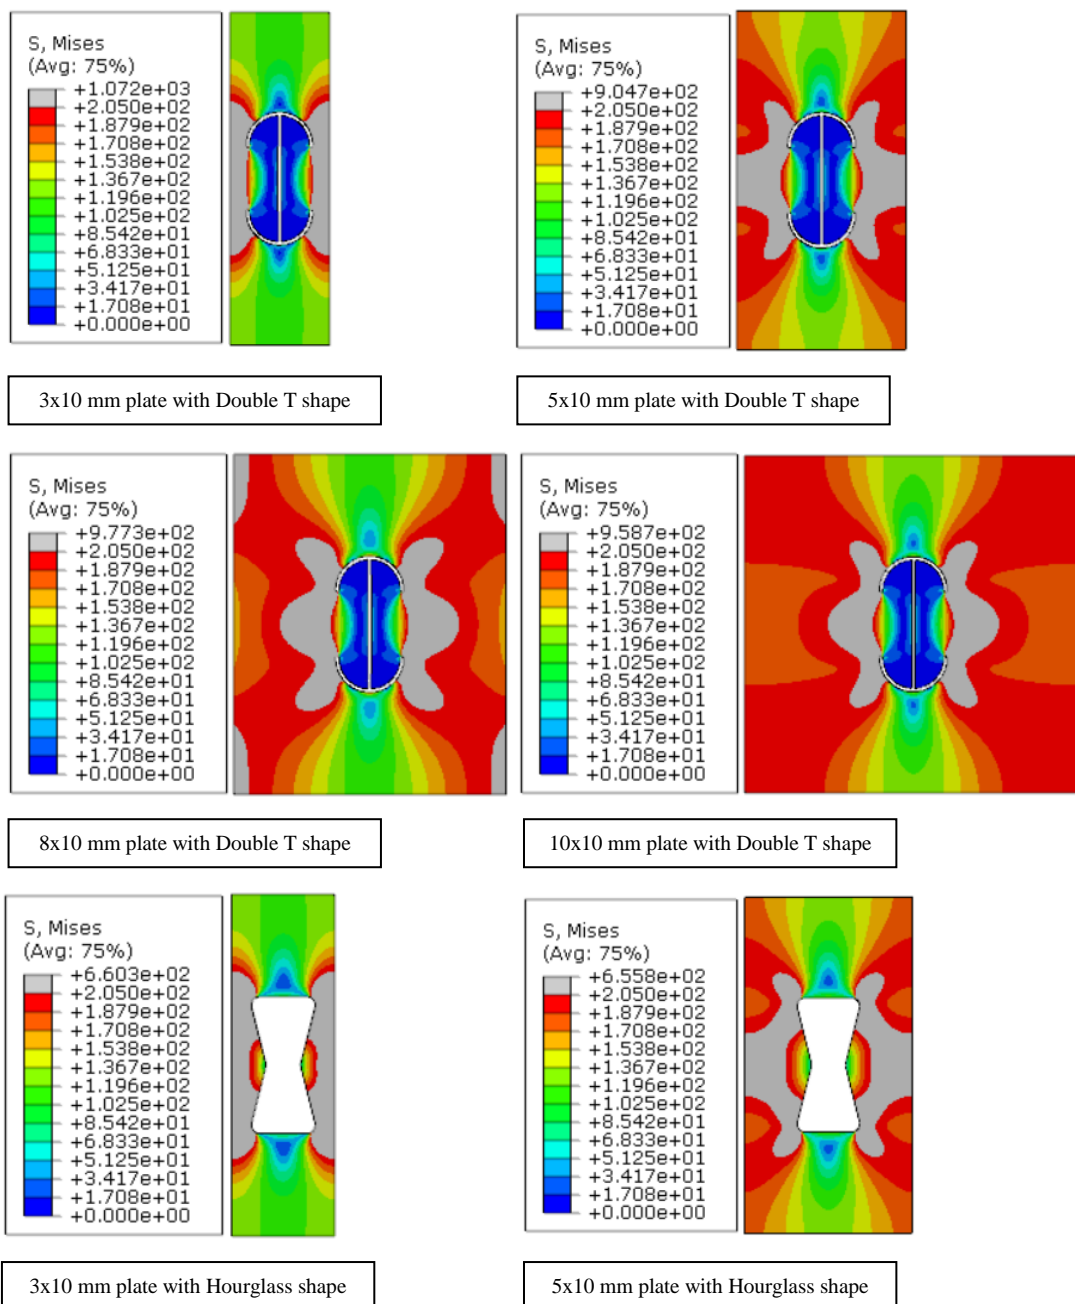 S, Mises
(Avg: 75%)
+1.072e+03
+2.050e+02
+1.879e+02
+1.708e+02
+1.538e+02
+1.367e+02
+1.196e+02
+1.025e+02
+8.542e+01
+6.833e+01
+5.125e+01
+3.417e+01
+1.708e+01
+0.000e+00
3x10 mm plate with Double T shape
S, Mises
(Avg: 75%)
+9.047e+02
+2.050e+02
+1.879e+02
+1.708e+02
+1.538e+02
+1.367e+02
+1.196e+02
+1.025e+02
+8.542e+01
+6.833e+01
+5.125e+01
+3.417e+01
+1.708e+01
+0.000e+00
5x10 mm plate with Double T shape
S, Mises
(Avg: 75%)
+9.773e+02
+2.050e+02
+1.879e+02
+1.708e+02
+1.538e+02
+1.367e+02
+1.196e+02
+1.025e+02
+8.542e+01
+6.833e+01
+5.125e+01
+3.417e+01
+1.708e+01
+0.000e+00
8x10 mm plate with Double T shape
S, Mises
(Avg: 75%)
+9.587e+02
+2.050e+02
+1.879e+02
+1.708e+02
+1.538e+02
+1.367e+02
+1.196e+02
+1.025e+02
+8.542e+01
+6.833e+01
+5.125e+01
+3.417e+01
+1.708e+01
+0.000e+00
10x10 mm plate with Double T shape
S, Mises
(Avg: 75%)
+6.603e+02
+2.050e+02
+1.879e+02
+1.708e+02
+1.538e+02
+1.367e+02
+1.196e+02
+1.025e+02
+8.542e+01
+6.833e+01
+5.125e+01
+3.417e+01
+1.708e+01
+0.000e+00
3x10 mm plate with Hourglass shape
S, Mises
(Avg: 75%)
+6.558e+02
+2.050e+02
+1.879e+02
+1.708e+02
+1.538e+02
+1.367e+02
+1.196e+02
+1.025e+02
+8.542e+01
+6.833e+01
+5.125e+01
+3.417e+01
+1.708e+01
+0.000e+00
5x10 mm plate with Hourglass shape